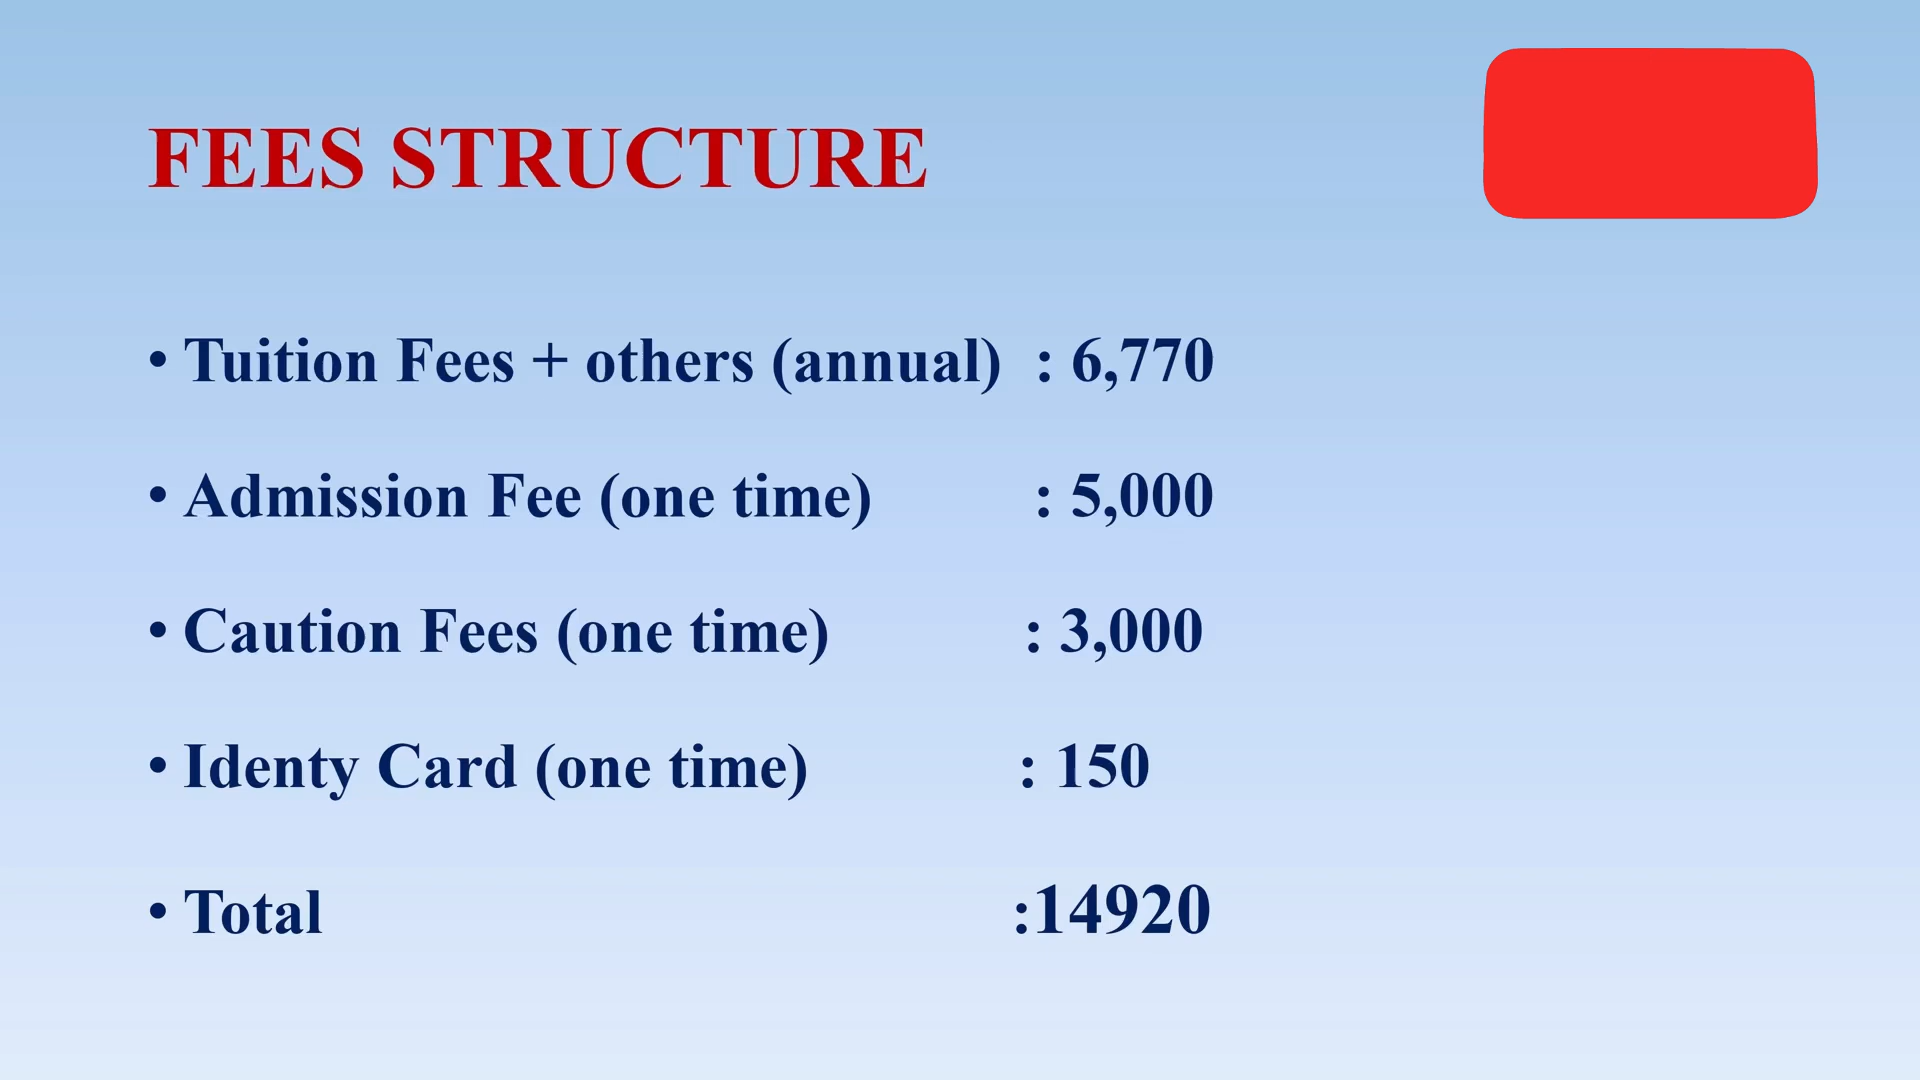 FEES STRUCTURE
• Tuition Fees + others (annual) : 6,770
• Admission Fee (one time) : 5,000
• Caution Fees (one time) : 3,000
• Identy Card (one time) : 150
• Total :14920